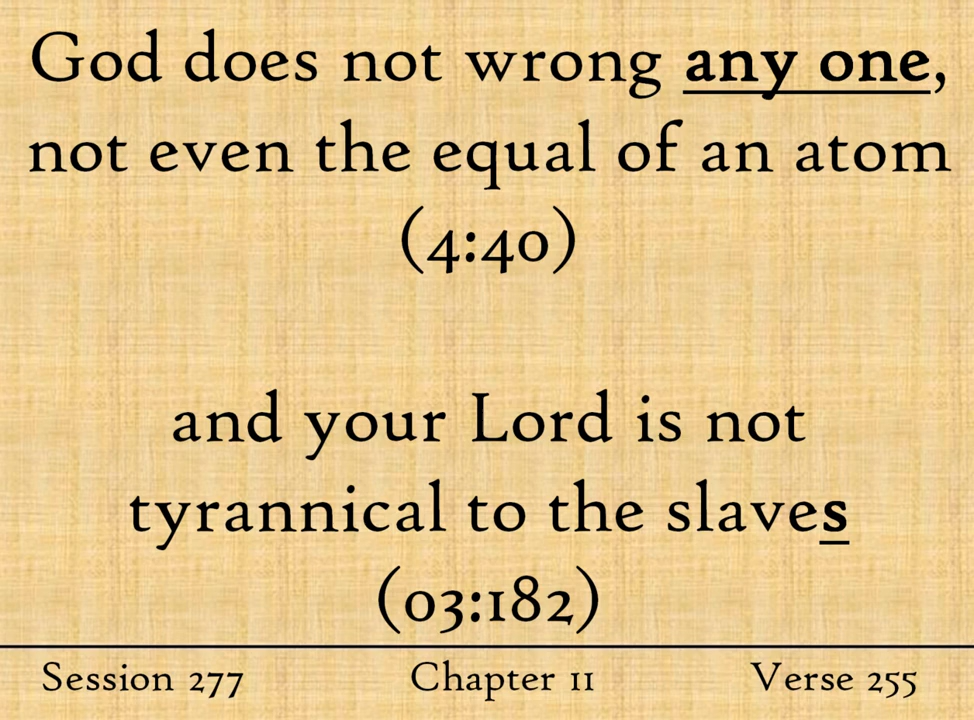 God does not wrong any one,
not even the equal of an atom
(4:40)
and your Lord is not
tyrannical to the slaves
(03:182)
Session 277 Chapter 11 Verse 255